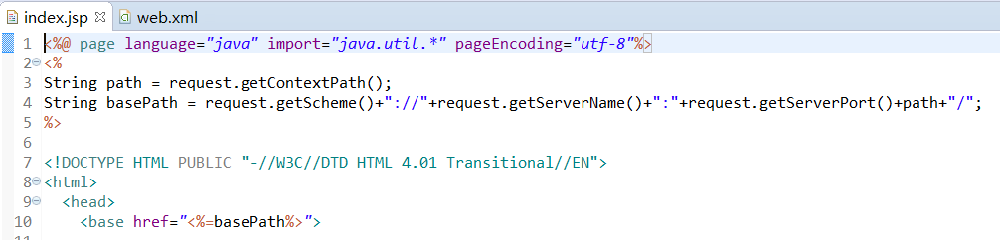 index.jsp web.xml
1 <%@ page language="java" import="java.util.*" pageEncoding="utf-8"%>
2 <%
3 String path = request.getContextPath();
4 String basePath = request.getScheme()+"://"+request.getServerName()+":"+request.getServerPort()+path+"/";
5 %>
6
7 <!DOCTYPE HTML PUBLIC "-//W3C//DTD HTML 4.01 Transitional//EN">
8 <html>
9 <head>
10 <base href="<%=basePath%>">